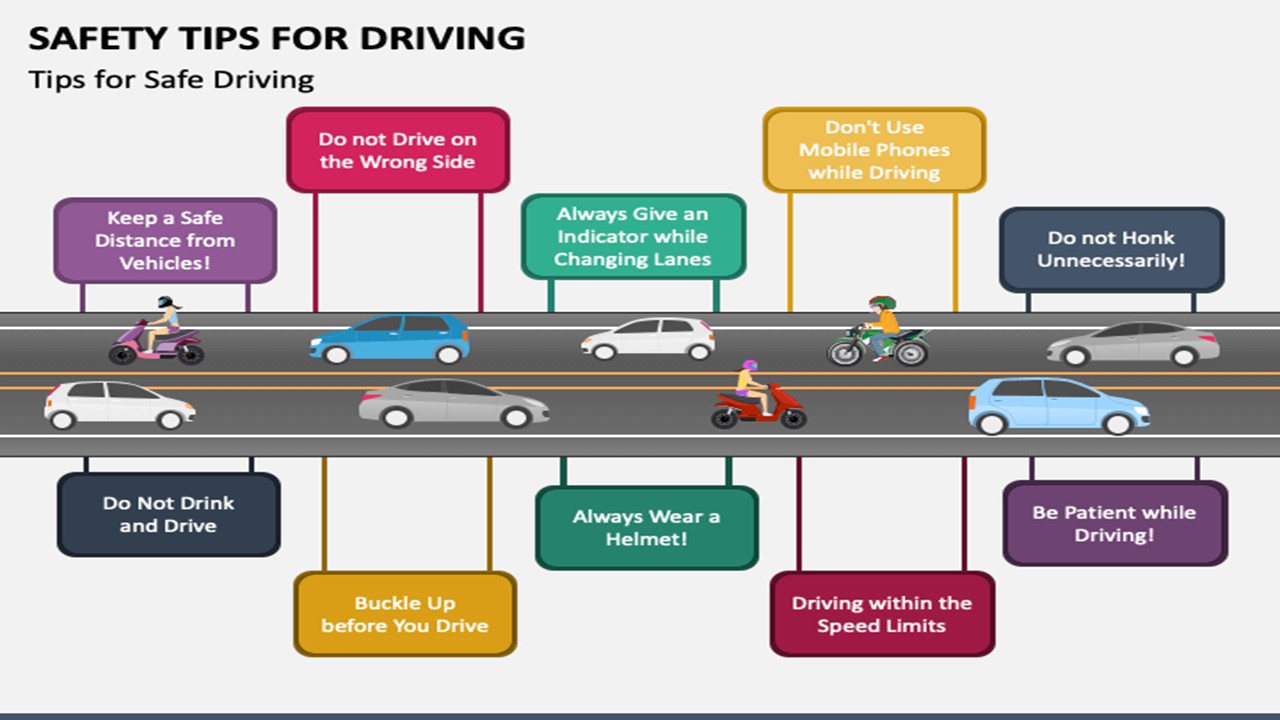 SAFETY TIPS FOR DRIVING
Tips for Safe Driving
Do not Drive on
the Wrong Side
Don't Use
Mobile Phones
while Driving
Keep a Safe
Distance from
Vehicles!
Always Give an
Indicator while
Changing Lanes
Do not Honk
Unnecessarily!
Do Not Drink
and Drive
Buckle Up
before You Drive
Always Wear a
Helmet!
Driving within the
Speed Limits
Be Patient while
Driving!